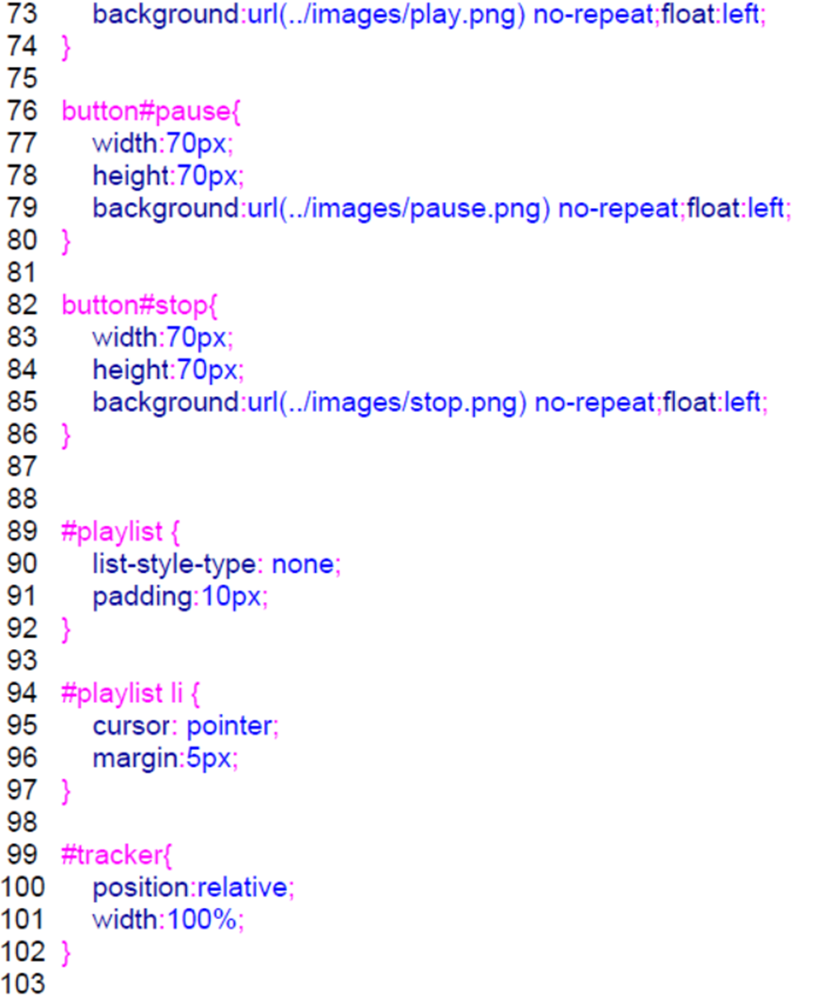 73 background:url(../images/play.png) no-repeat;float:left;
74 }
75
76 button#pause{
77 width:70px;
78 height:70px;
79 background:url(../images/pause.png) no-repeat;float:left;
80 }
81
82 button#stop{
83 width:70px;
84 height:70px;
85 background:url(../images/stop.png) no-repeat;float:left;
86 }
87
88
89 #playlist {
90 list-style-type: none;
91 padding:10px;
92 }
93
94 #playlist li {
95 cursor: pointer;
96 margin:5px;
97 }
98
99 #tracker{
100 position:relative;
101 width:100%;
102 }
103